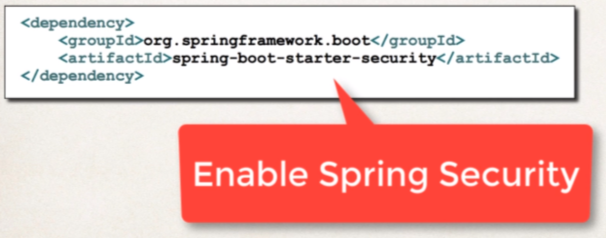 <dependency>
<groupId>org.springframework.boot</groupId>
<artifactId>spring-boot-starter-security</artifactId>
</dependency>
Enable Spring Security